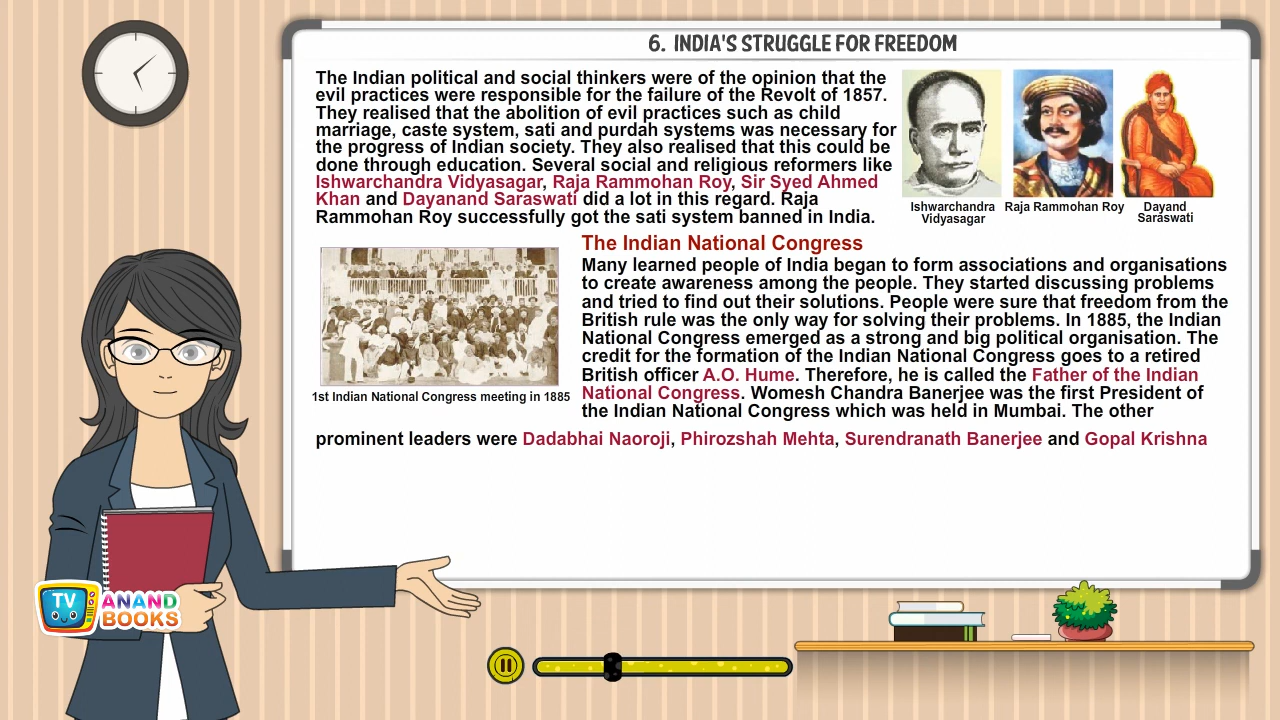 6. INDIA'S STRUGGLE FOR FREEDOM
The Indian political and social thinkers were of the opinion that the
evil practices were responsible for the failure of the Revolt of 1857.
They realised that the abolition of evil practices such as child
marriage, caste system, sati and purdah systems was necessary for
the progress of Indian society. They also realised that this could be
done through education. Several social and religious reformers like
Ishwarchandra Vidyasagar, Raja Rammohan Roy, Sir Syed Ahmed
Khan and Dayanand Saraswati did a lot in this regard. Raja
Rammohan Roy successfully got the sati system banned in India.
Ishwarchandra
Vidyasagar
Raja Rammohan Roy
Dayand
Saraswati
The Indian National Congress
Many learned people of India began to form associations and organisations
to create awareness among the people. They started discussing problems
and tried to find out their solutions. People were sure that freedom from the
British rule was the only way for solving their problems. In 1885, the Indian
National Congress emerged as a strong and big political organisation. The
credit for the formation of the Indian National Congress goes to a retired
British officer A.O. Hume. Therefore, he is called the Father of the Indian
National Congress. Womesh Chandra Banerjee was the first President of
the Indian National Congress which was held in Mumbai. The other
1st Indian National Congress meeting in 1885
prominent leaders were Dadabhai Naoroji, Phirozshah Mehta, Surendranath Banerjee and Gopal Krishna
TV
ANAND
BOOKS